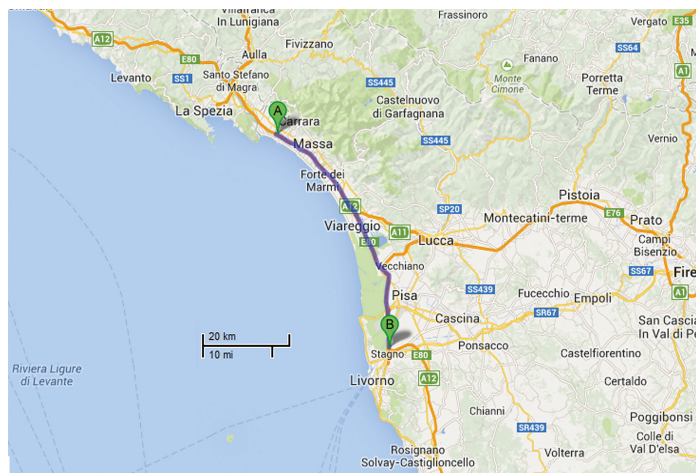 Villafranca
In Lunigiana
Frassinoro
Vergato
E35
A12
Fivizzano
SS64
E80
Aulla
Fanano
A1
Levanto
SS1
Santo Stefano
di Magra
SS445
Monte
Cimone
Porretta
Terme
La Spezia
A
Carrara
Castelnuovo
di Garfagnana
Vernio
Massa
SS445
Forte dei
Marmi
Pistoia
A12
SP20
Montecatini-terme
E76
Prato
Viareggio
A11
E80
Lucca
Campi
Bisenzio
Vecchiano
SS67
Fire
SS439
Pisa
Fucecchio
Empoli
A1
B
Cascina
SR67
San Casci
In Val di Pe
20 km
10 mi
Stagno
E80
Ponsacco
Castelfiorentino
Riviera Ligure
di Levante
Livorno
A12
Certaldo
Chianni
Poggibonsi
SR439
Colle di
Val D'elsa
Rosignano
Solvay-Castiglioncello
Volterra